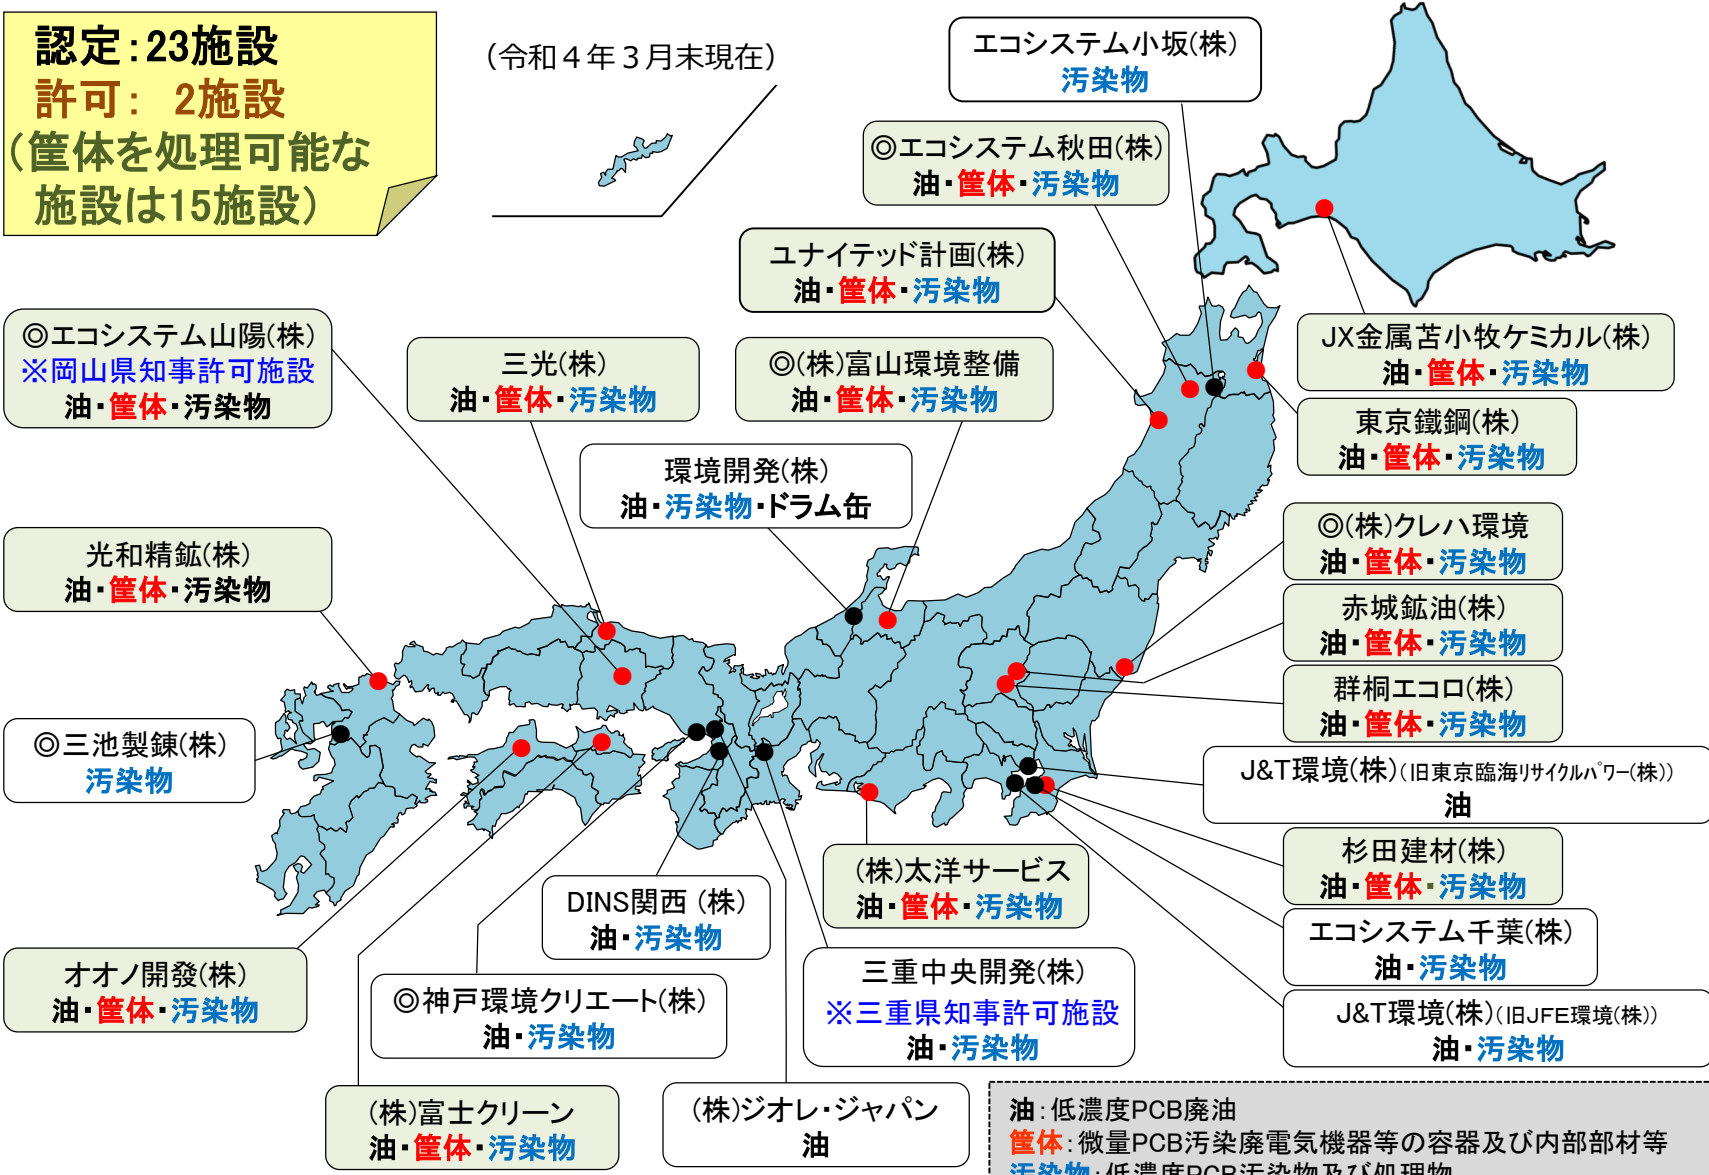 認定：23施設
許可：　2施設
（筐体を処理可能な
施設は15施設）
（令和４年３月末現在）
エコシステム小坂(株)
汚染物
◎エコシステム秋田(株)
油・筐体・汚染物
ユナイテッド計画(株)
油・筐体・汚染物
◎エコシステム山陽(株)
※岡山県知事許可施設
油・筐体・汚染物
三光(株)
油・筐体・汚染物
◎(株)富山環境整備
油・筐体・汚染物
JX金属苫小牧ケミカル(株)
油・筐体・汚染物
東京鐵鋼(株)
油・筐体・汚染物
環境開発(株)
油・汚染物・ドラム缶
◎(株)クレハ環境
油・筐体・汚染物
光和精鉱(株)
油・筐体・汚染物
赤城鉱油(株)
油・筐体・汚染物
群桐エコロ(株)
油・筐体・汚染物
◎三池製錬(株)
汚染物
J&T環境(株)（旧東京臨海ﾘｻｲｸﾙﾊﾟﾜｰ(株)）
油
杉田建材(株)
油・筐体・汚染物
(株)太洋サービス
油・筐体・汚染物
DINS関西 (株)
油・汚染物
エコシステム千葉(株)
油・汚染物
オオノ開發(株)
油・筐体・汚染物
◎神戸環境クリエート(株)
油・汚染物
三重中央開発(株)
※三重県知事許可施設
油・汚染物
J&T環境(株)（旧JFE環境(株)）
油・汚染物
(株)富士クリーン
油・筐体・汚染物
(株)ジオレ・ジャパン
油
油：低濃度PCB廃油
筐体：微量PCB汚染廃電気機器等の容器及び内部部材等
汚染物：低濃度PCB汚染物及び処理物